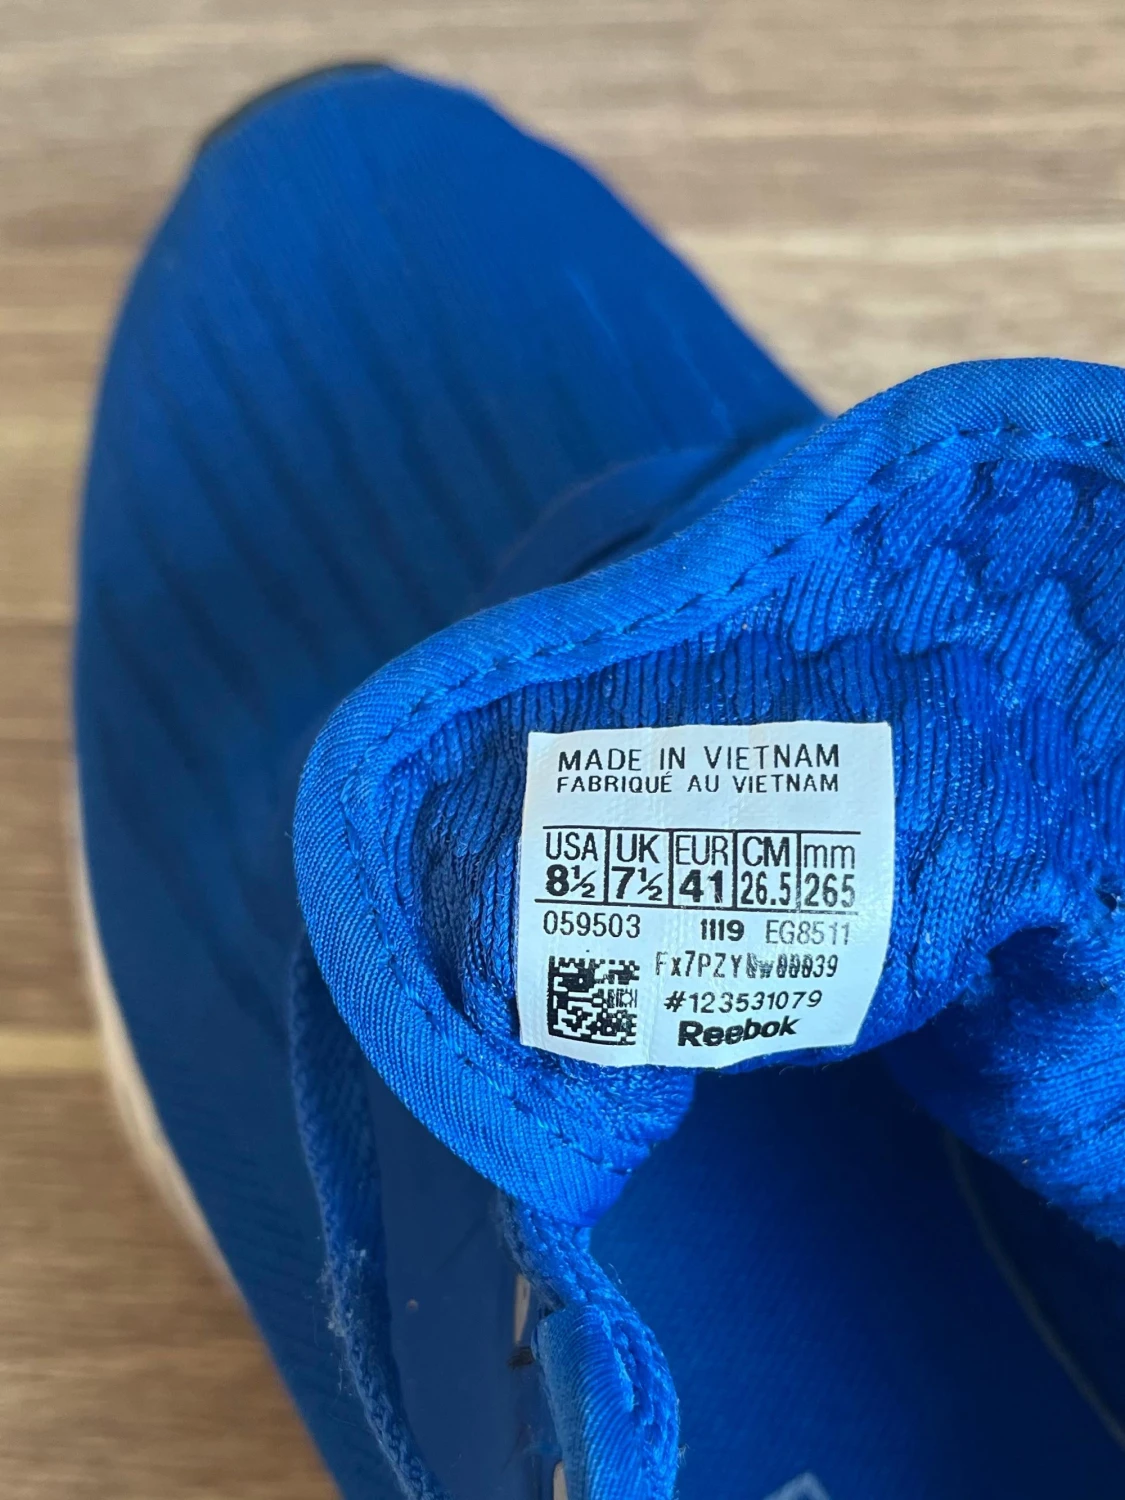 MADE IN VIETNAM
FABRIQUÉ AU VIETNAM
USA UK EUR CM mm
8½ 7½ 41 26.5 265
059503 1119 EG8511
#123531079
Reebok